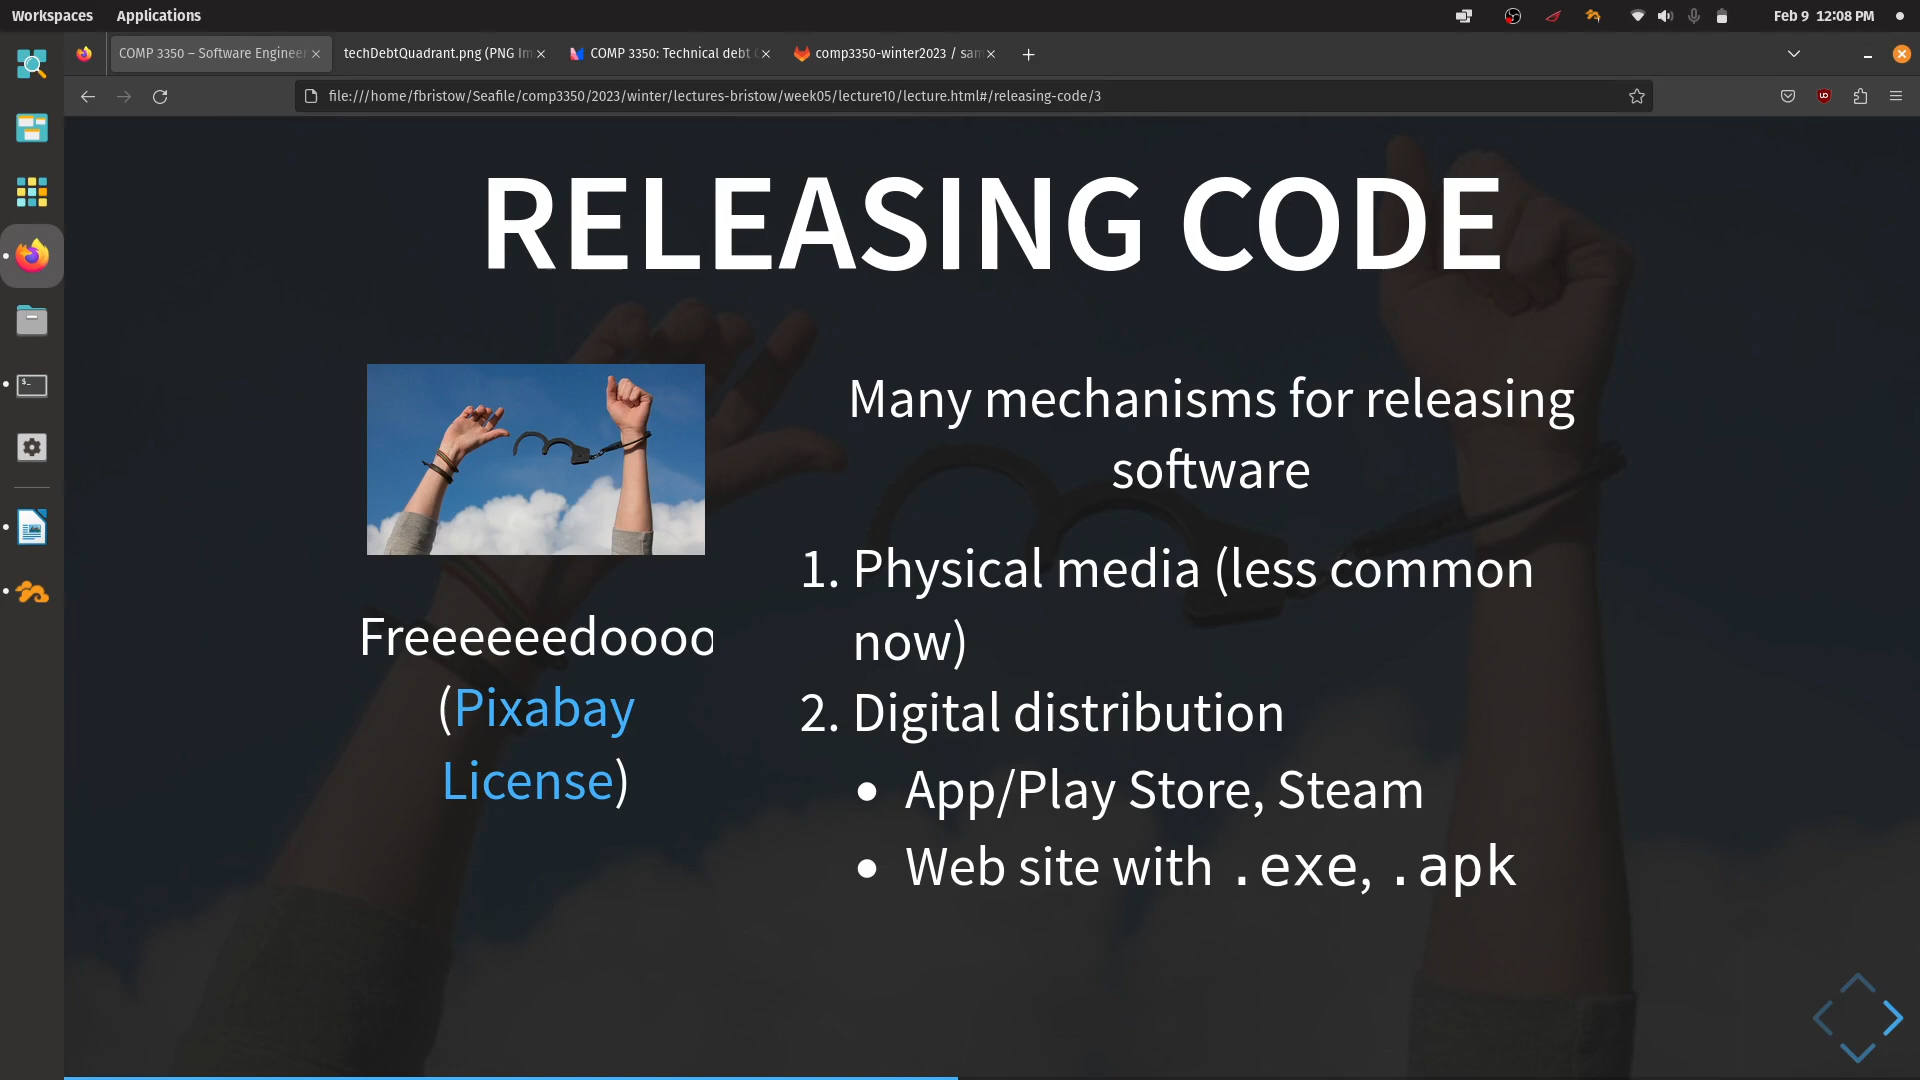 Workspaces Applications Feb 9 12:08 PM
COMP 3350 – Software Engineer techDebtQuadrant.png (PNG Im COMP 3350: Technical debt comp3350-winter2023 / sam
file:///home/fbristow/Seafile/comp3350/2023/winter/lectures-bristow/week05/lecture10/lecture.html#/releasing-code/3
RELEASING CODE
Freeeeeedoooo
(Pixabay
License)
Many mechanisms for releasing
software
1. Physical media (less common
now)
2. Digital distribution
• App/Play Store, Steam
• Web site with .exe, .apk